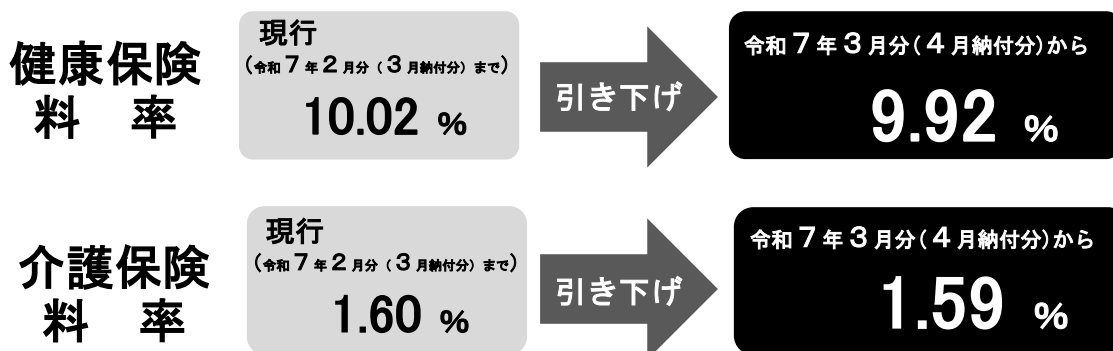 健康保険
料　率
現行
(令和7年2月分（3月納付分）まで)
10.02 %
引き下げ
令和7年3月分(4月納付分)から
9.92 %
介護保険
料　率
現行
(令和7年2月分（3月納付分）まで)
1.60 %
引き下げ
令和7年3月分(4月納付分)から
1.59 %